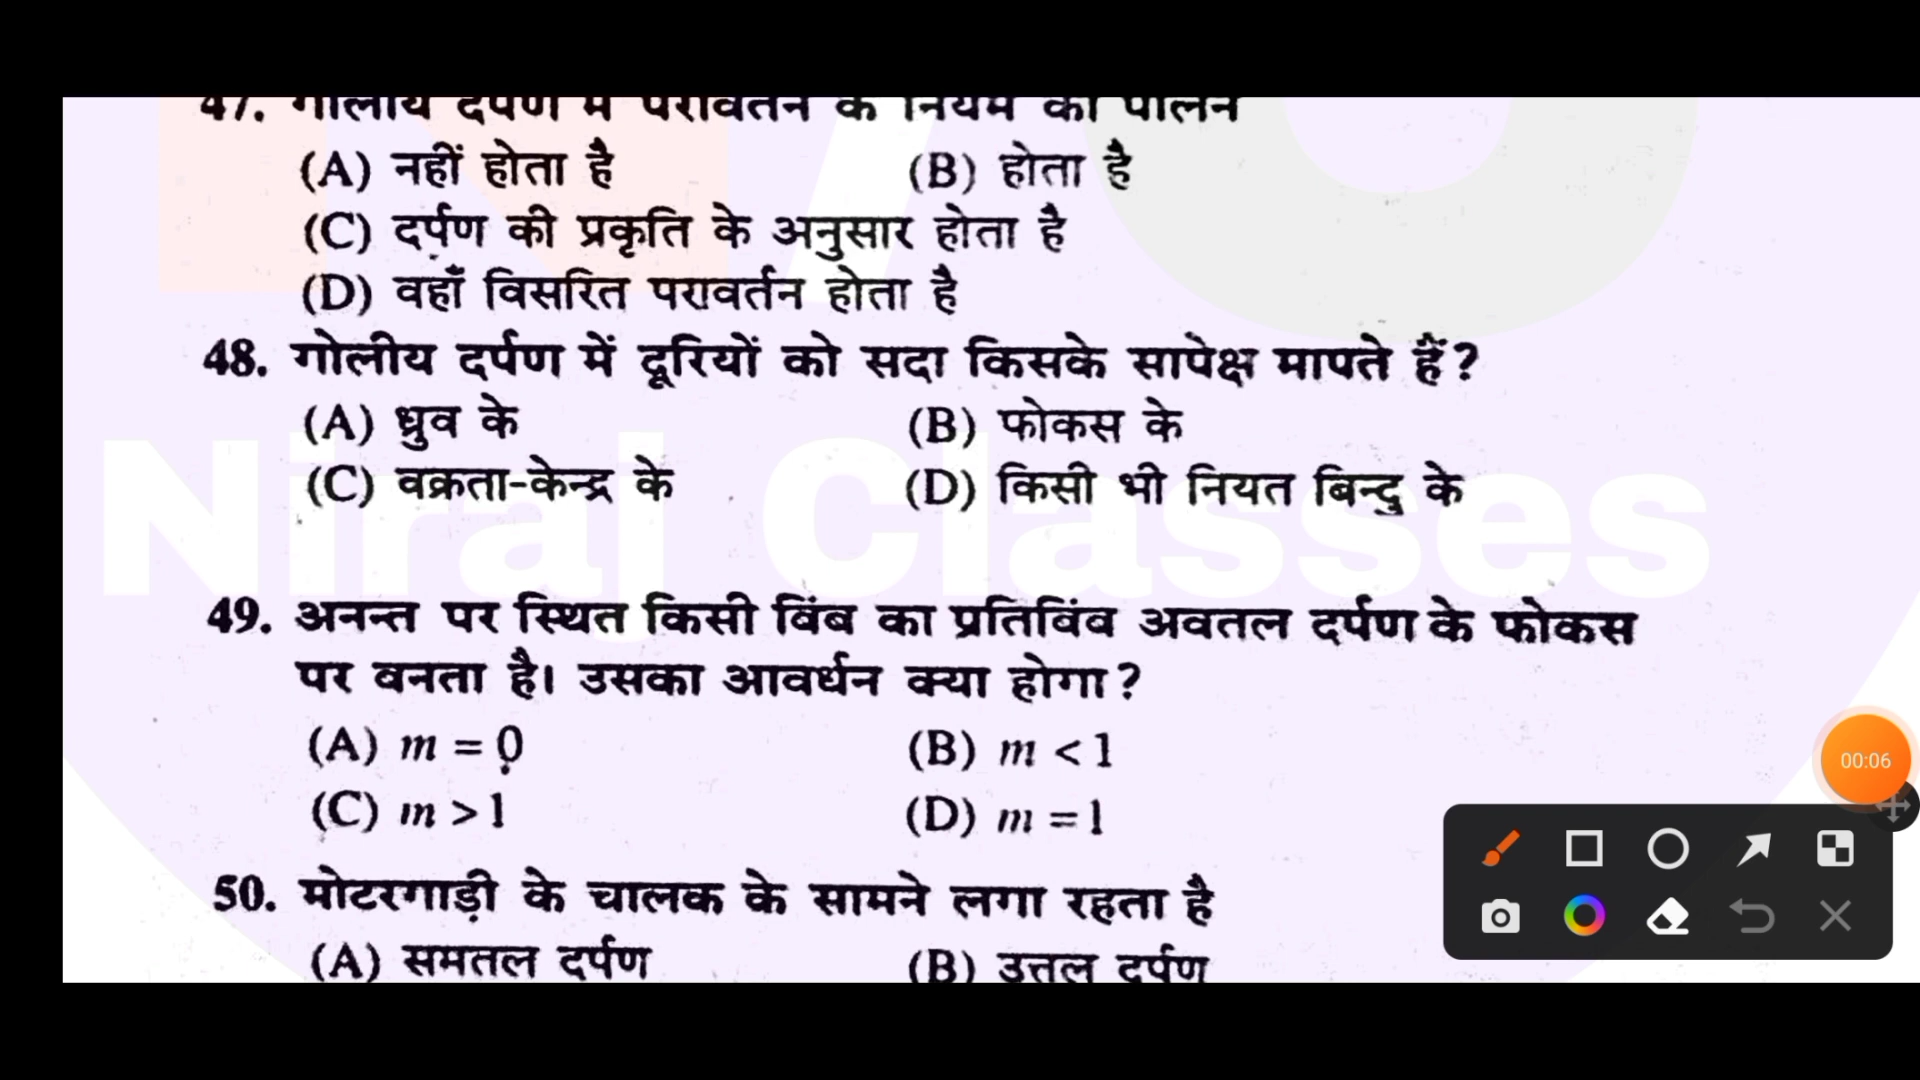 47. गोलीय दर्पण में परावर्तन के नियम का पालन
(A) नहीं होता है (B) होता है
(C) दर्पण की प्रकृति के अनुसार होता है
(D) वहाँ विसरित परावर्तन होता है
48. गोलीय दर्पण में दूरियों को सदा किसके सापेक्ष मापते हैं?
(A) ध्रुव के (B) फोकस के
(C) वक्रता-केन्द्र के (D) किसी भी नियत बिन्दु के
Niraj Classes
49. अनन्त पर स्थित किसी बिंब का प्रतिबिंब अवतल दर्पण के फोकस
पर बनता है। उसका आवर्धन क्या होगा?
(A) m = 0 (B) m < 1
(C) m > 1 (D) m = 1
00:06
50. मोटरगाड़ी के चालक के सामने लगा रहता है
(A) समतल दर्पण (B) उत्तल दर्पण